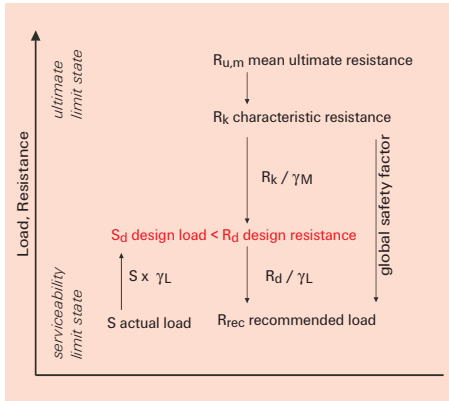 Load, Resistance
ultimate
limit state
serviceability
limit state
Ru,m mean ultimate resistance
Rk characteristic resistance
Rk / γM
global safety factor
Sd design load < Rd design resistance
S x γL
Rd / γL
S actual load
Rrec recommended load